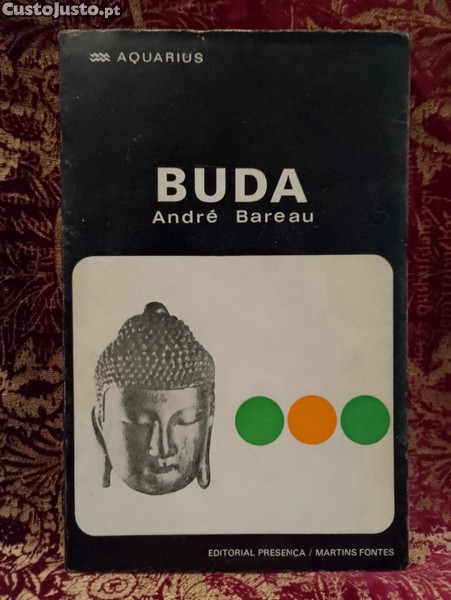 CustoJusto.pt
AQUARIUS
BUDA
André Bareau
EDITORIAL PRESENÇA / MARTINS FONTES